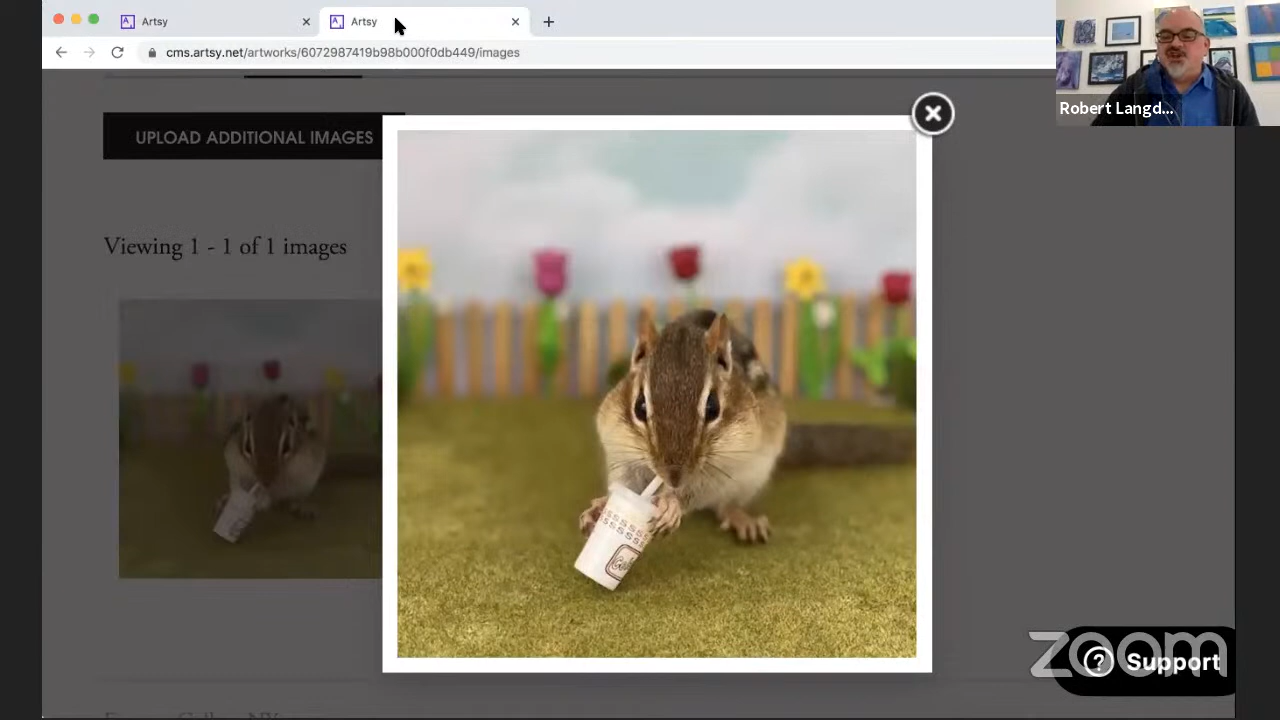 Artsy
Artsy
cms.artsy.net/artworks/6072987419b98b000f0db449/images
Robert Langd...
UPLOAD ADDITIONAL IMAGES
Viewing 1 - 1 of 1 images
zoom
Support